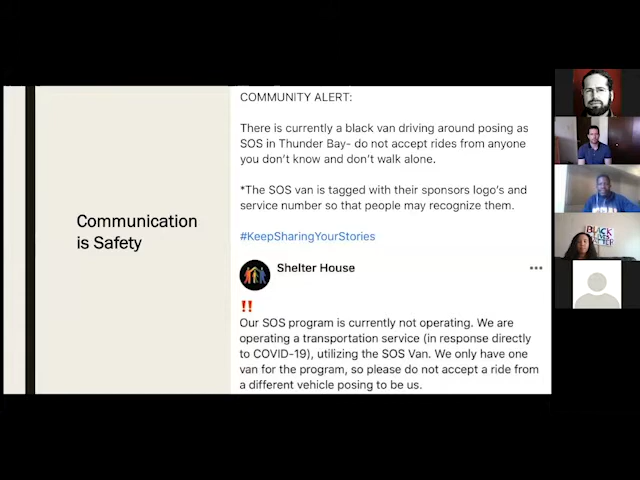 Communication
is Safety
COMMUNITY ALERT:
There is currently a black van driving around posing as
SOS in Thunder Bay- do not accept rides from anyone
you don't know and don't walk alone.
*The SOS van is tagged with their sponsors logo's and
service number so that people may recognize them.
#KeepSharingYourStories
Shelter House
‼
Our SOS program is currently not operating. We are
operating a transportation service (in response directly
to COVID-19), utilizing the SOS Van. We only have one
van for the program, so please do not accept a ride from
a different vehicle posing to be us.
BLACK
LIVES
MATTER